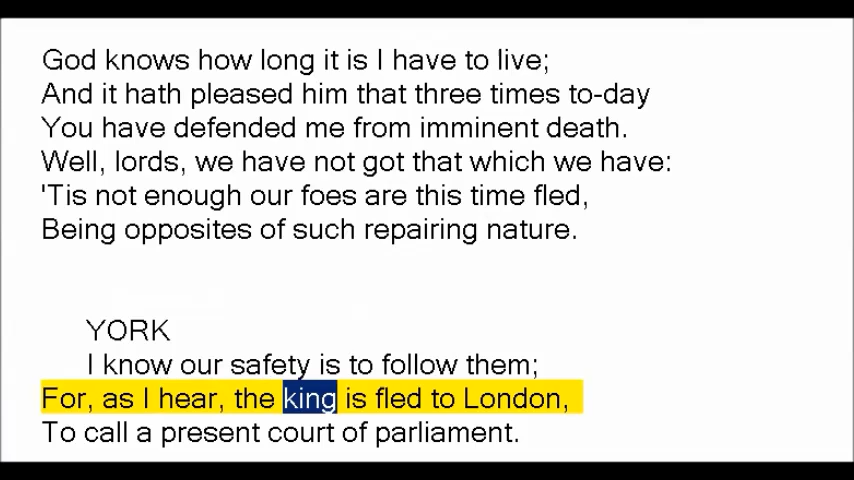 God knows how long it is I have to live;
And it hath pleased him that three times to-day
You have defended me from imminent death.
Well, lords, we have not got that which we have:
'Tis not enough our foes are this time fled,
Being opposites of such repairing nature.
YORK
I know our safety is to follow them;
For, as I hear, the king is fled to London,
To call a present court of parliament.